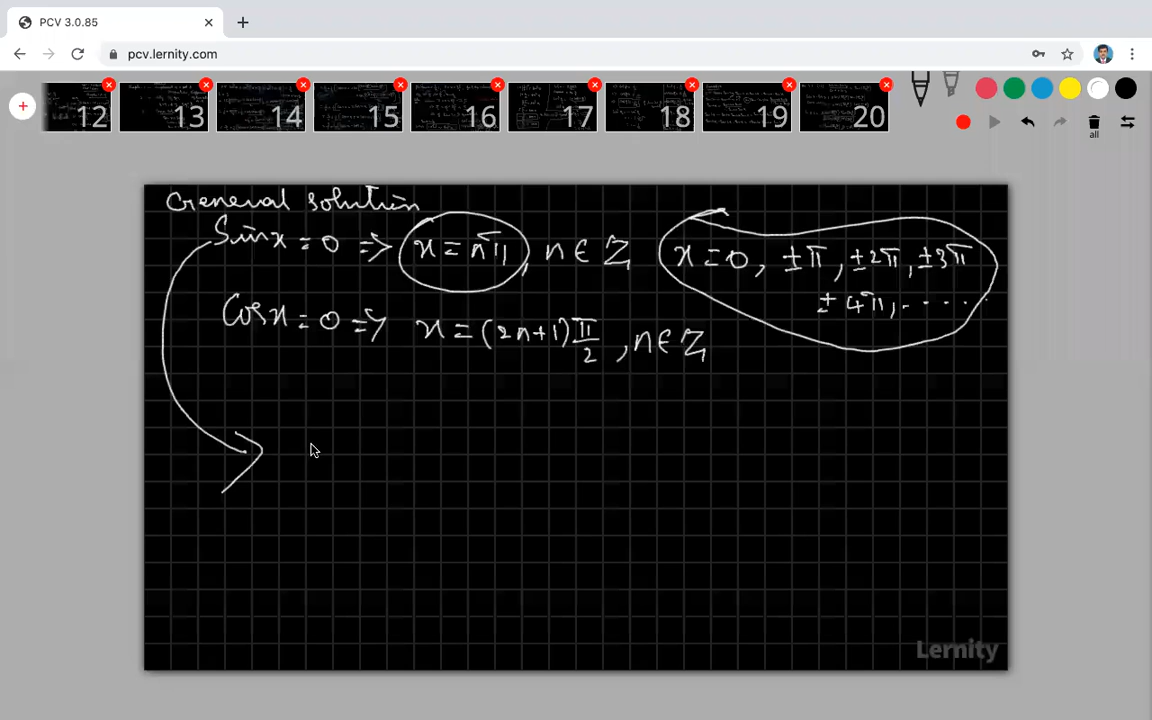 PCV 3.0.85
pcv.lernity.com
12 13 14 15 16 17 18 19 20
all
General solution
Sinx = 0 => x = nπ, n ∈ ℤ
x = 0, ±π, ±2π, ±3π
±4π, . . . . .
Cosx = 0 => x = (2n+1)π/2, n ∈ ℤ
Lernity